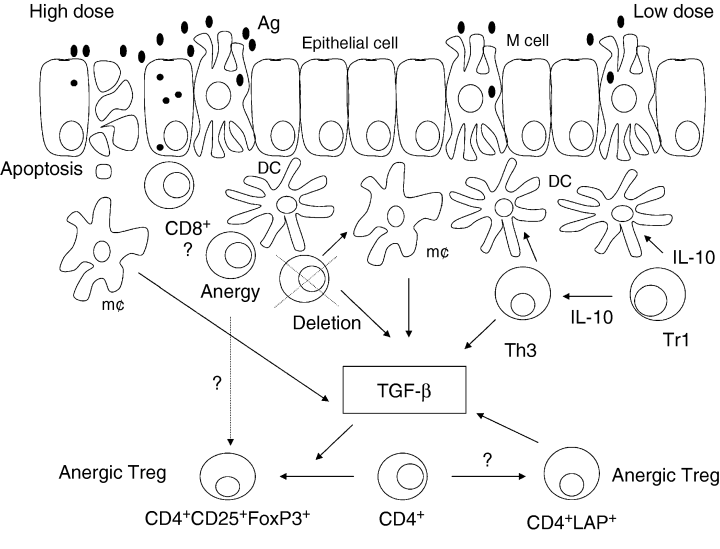 High dose
Ag
Low dose
Epithelial cell
M cell
Apoptosis
DC
DC
CD8⁺
?
m¢
Anergy
IL-10
m¢
Deletion
IL-10
Th3
Tr1
?
TGF-β
Anergic Treg
?
Anergic Treg
CD4⁺CD25⁺FoxP3⁺
CD4⁺
CD4⁺LAP⁺